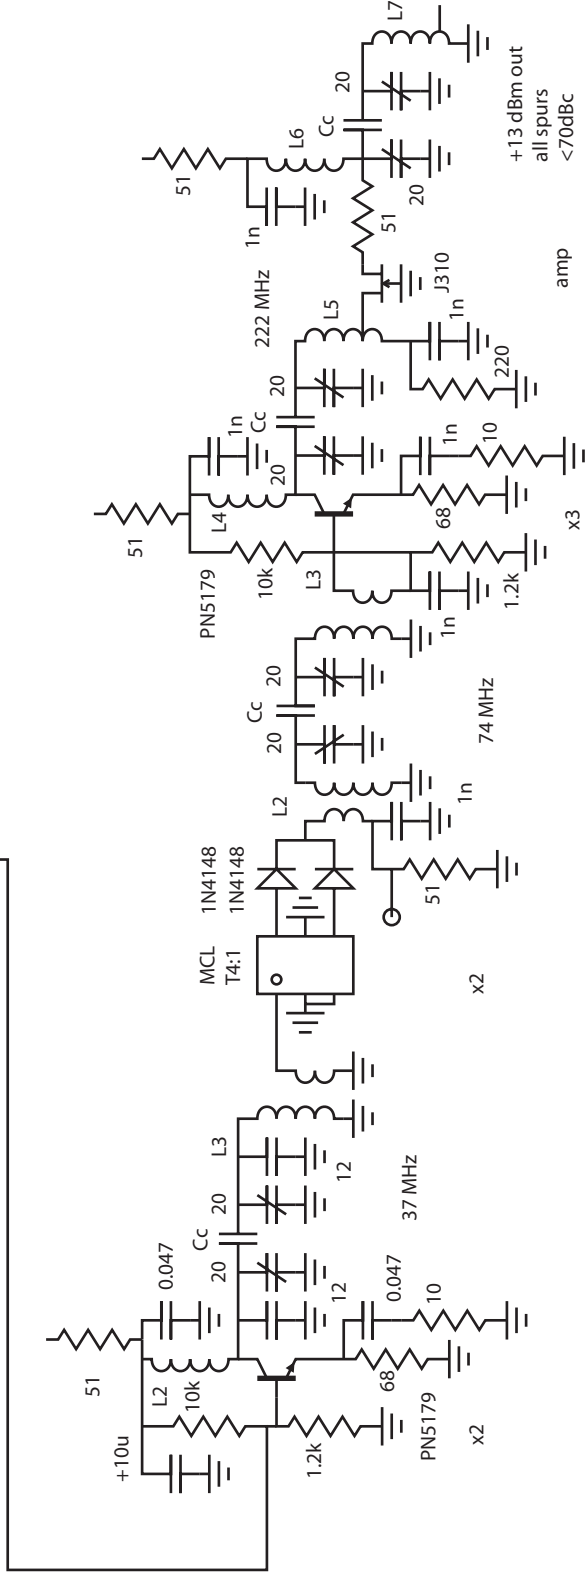 +10u
51
L2
10k
0.047
20
Cc
20
L3
12
12
1.2k
68
0.047
10
PN5179
x2
37 MHz
MCL
T4:1
1N4148
1N4148
L2
51
1n
x2
20
Cc
20
74 MHz
PN5179
51
10k
L4
1n
L3
20
Cc
20
1n
1.2k
68
1n
10
x3
222 MHz
L5
1n
220
J310
amp
51
1n
L6
51
20
Cc
20
L7
+13 dBm out
all spurs
<70dBc